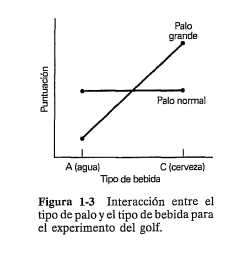 Palo
grande
Puntuación
Palo normal
A (agua)
C (cerveza)
Tipo de bebida
Figura 1-3 Interacción entre el
tipo de palo y el tipo de bebida para
el experimento del golf.